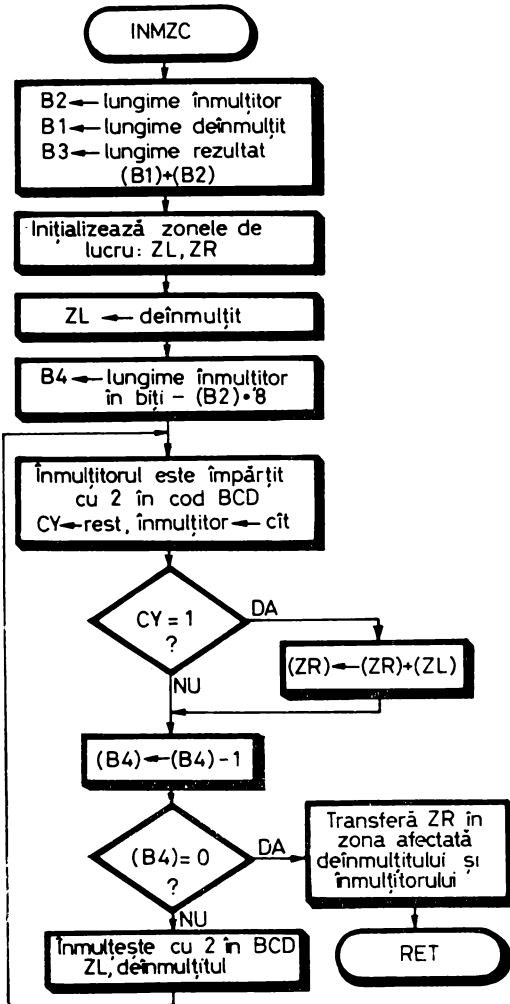 INMZC
B2←lungime înmulțitor
B1←lungime deînmulțit
B3←lungime rezultat
(B1)+(B2)
Inițializează zonele de
lucru: ZL, ZR
ZL ← deînmulțit
B4←lungime înmulțitor
în biți – (B2)•8
Înmulțitorul este împărțit
cu 2 în cod BCD
CY←rest, înmulțitor←cît
CY = 1
?
DA
(ZR)←(ZR)+(ZL)
NU
(B4)←(B4)-1
(B4)=0
?
DA
Transferă ZR în
zona afectată
deînmulțitului și
înmulțitorului
NU
Înmulțește cu 2 în BCD
ZL, deînmulțitul
RET